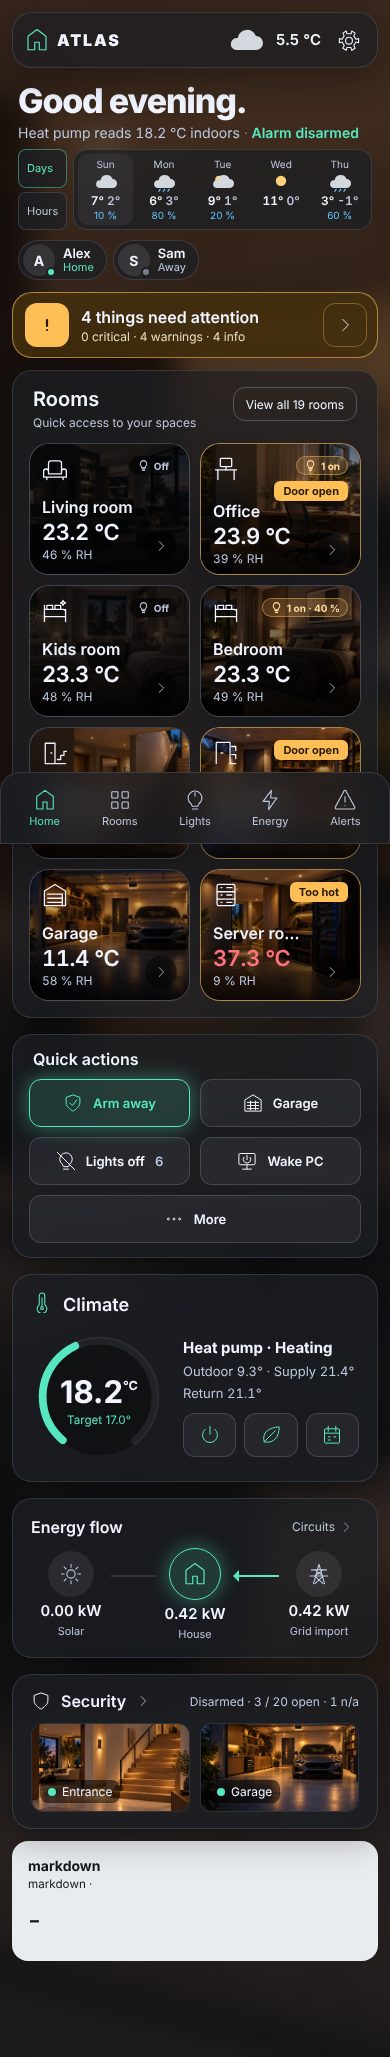 ATLAS
5.5 °C
Good evening.
Heat pump reads 18.2 °C indoors · Alarm disarmed
Days
Hours
Sun
7° 2°
10 %
Mon
6° 3°
80 %
Tue
9° 1°
20 %
Wed
11° 0°
Thu
3° -1°
60 %
A
Alex
Home
S
Sam
Away
!
4 things need attention
0 critical · 4 warnings · 4 info
Rooms
Quick access to your spaces
View all 19 rooms
Off
Living room
23.2 °C
46 % RH
1 on
Door open
Office
23.9 °C
39 % RH
Off
Kids room
23.3 °C
48 % RH
1 on · 40 %
Bedroom
23.3 °C
49 % RH
Door open
Home
Rooms
Lights
Energy
Alerts
Garage
11.4 °C
58 % RH
Too hot
Server ro...
37.3 °C
9 % RH
Quick actions
Arm away
Garage
Lights off 6
Wake PC
More
Climate
18.2°C
Target 17.0°
Heat pump · Heating
Outdoor 9.3° · Supply 21.4°
Return 21.1°
Energy flow
Circuits
0.00 kW
Solar
0.42 kW
House
0.42 kW
Grid import
Security
Disarmed · 3 / 20 open · 1 n/a
Entrance
Garage
markdown
markdown ·
–